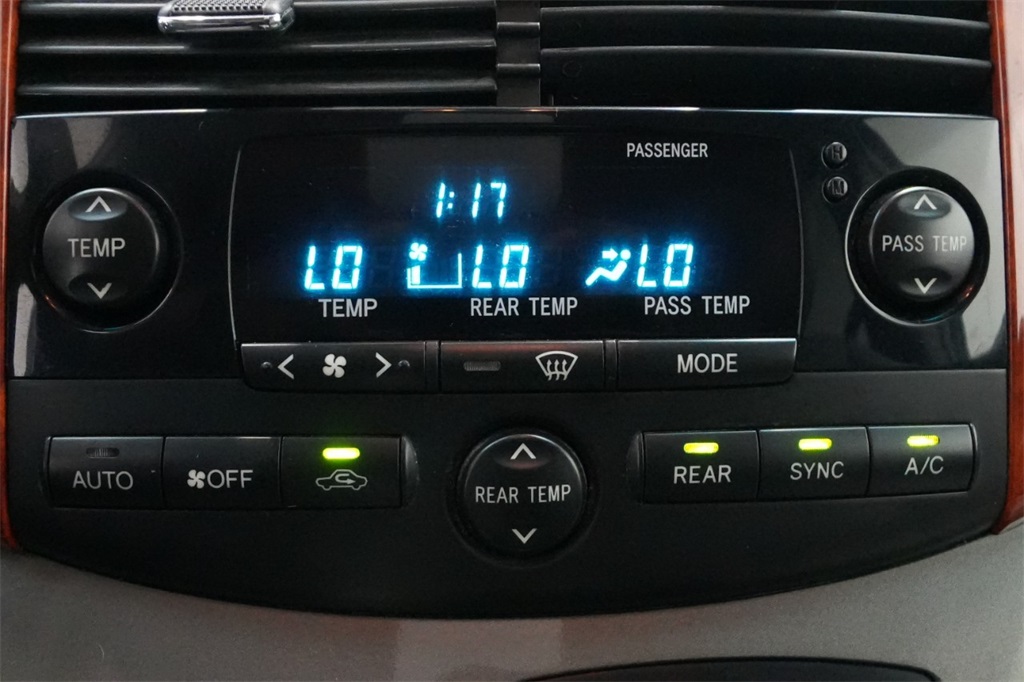 PASSENGER
H
M
1:17
LO LO LO
TEMP REAR TEMP PASS TEMP
TEMP
PASS TEMP
MODE
AUTO OFF
REAR TEMP
REAR SYNC A/C